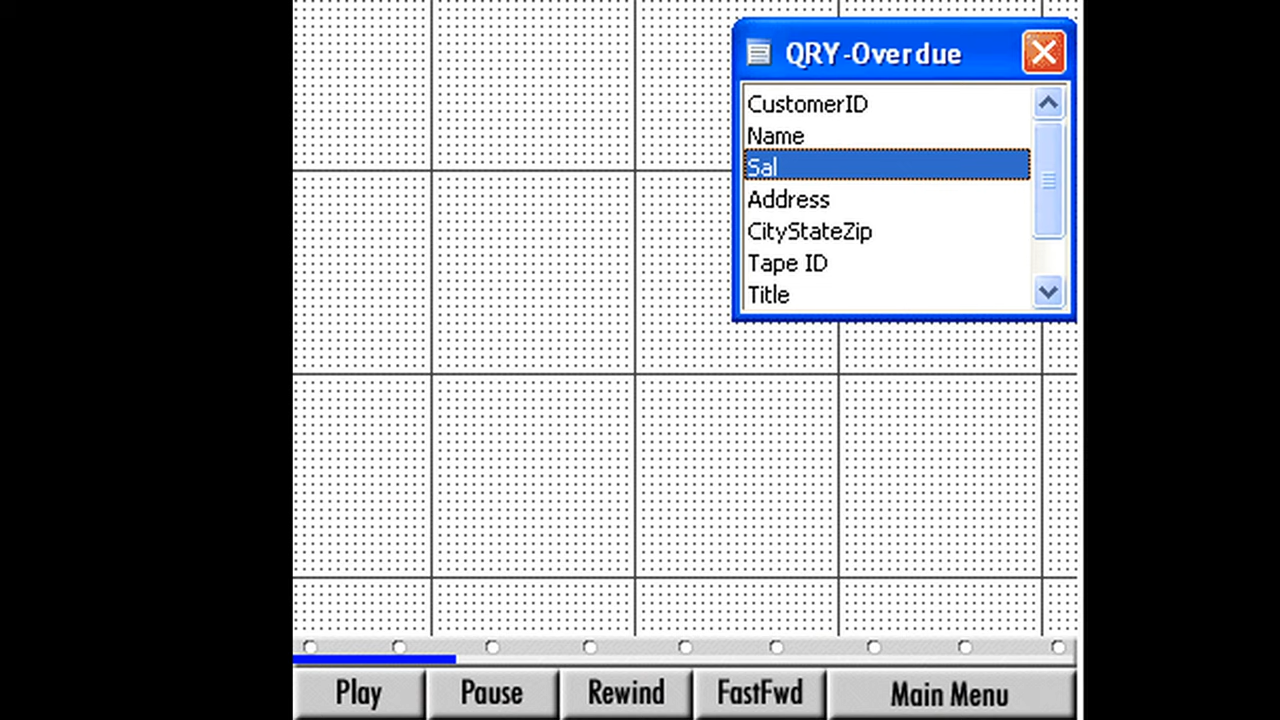 QRY-Overdue
CustomerID
Name
Sal
Address
CityStateZip
Tape ID
Title
Play Pause Rewind FastFwd Main Menu